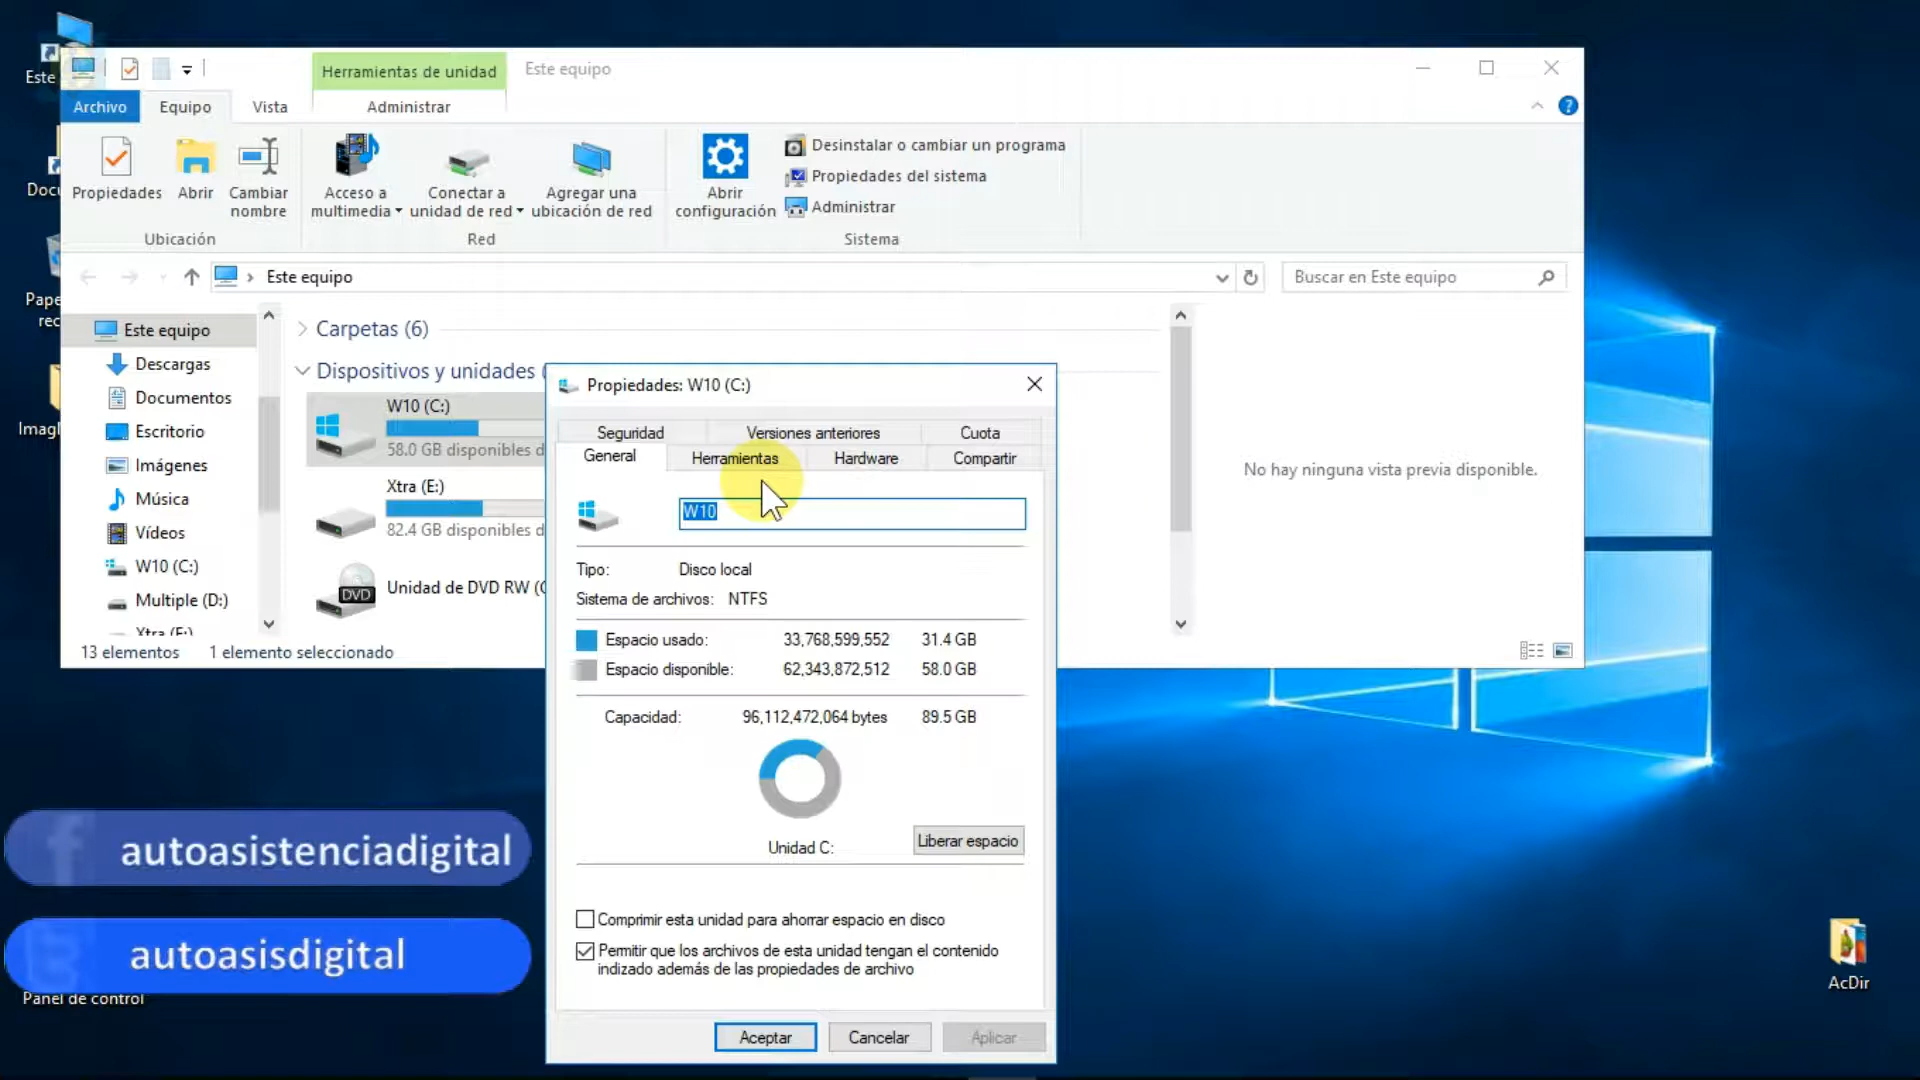 Este
Herramientas de unidad
Este equipo
Archivo
Equipo
Vista
Administrar
Propiedades
Abrir
Cambiar
nombre
Acceso a
multimedia
Conectar a
unidad de red
Agregar una
ubicación de red
Abrir
configuración
Desinstalar o cambiar un programa
Propiedades del sistema
Administrar
Ubicación
Red
Sistema
Este equipo
Buscar en Este equipo
Este equipo
Descargas
Documentos
Escritorio
Imágenes
Música
Vídeos
W10 (C:)
Multiple (D:)
Carpetas (6)
Dispositivos y unidades
W10 (C:)
58.0 GB disponibles d
Xtra (E:)
82.4 GB disponibles d
DVD
Unidad de DVD RW
No hay ninguna vista previa disponible.
13 elementos
1 elemento seleccionado
Propiedades: W10 (C:)
Seguridad
Versiones anteriores
Cuota
General
Herramientas
Hardware
Compartir
W10
Tipo: Disco local
Sistema de archivos: NTFS
Espacio usado: 33,768,599,552 31.4 GB
Espacio disponible: 62,343,872,512 58.0 GB
Capacidad: 96,112,472,064 bytes 89.5 GB
Unidad C:
Liberar espacio
Comprimir esta unidad para ahorrar espacio en disco
Permitir que los archivos de esta unidad tengan el contenido
indizado además de las propiedades de archivo
Aceptar
Cancelar
Aplicar
autoasistenciadigital
autoasisdigital
Panel de control
AcDir